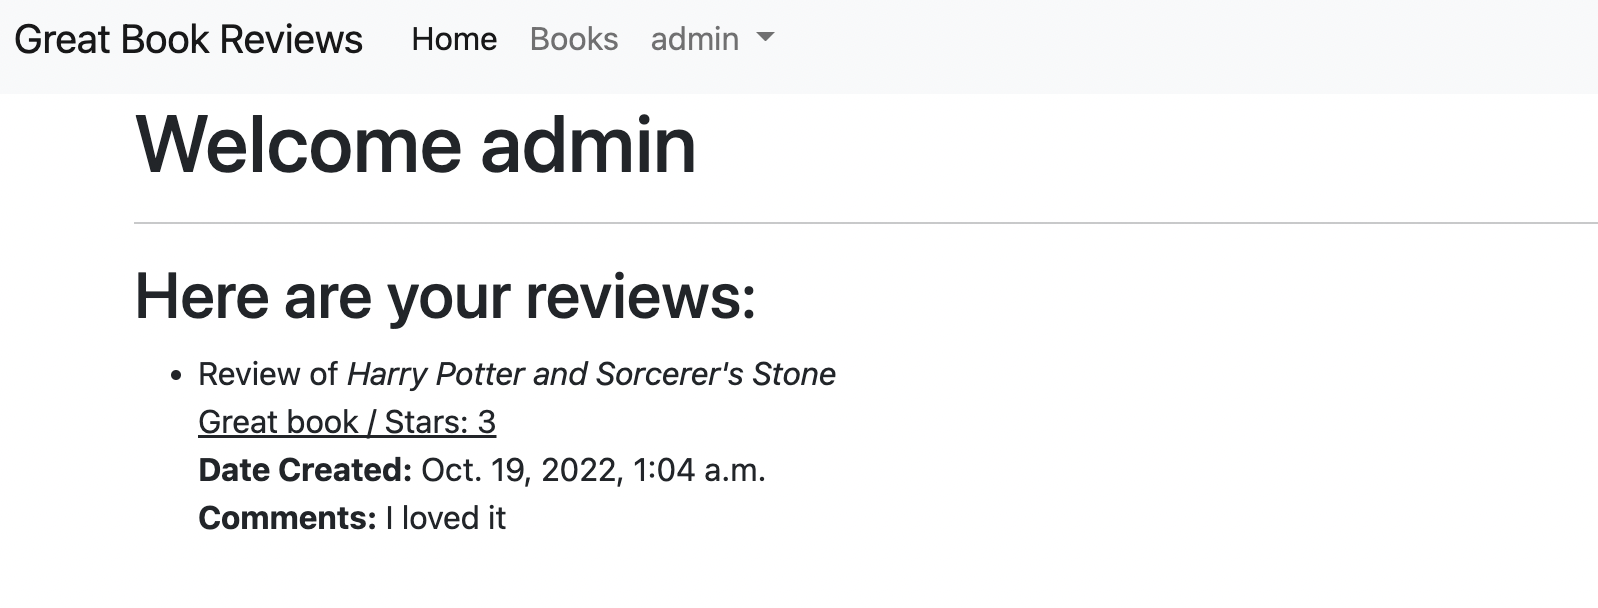 Great Book Reviews Home Books admin
Welcome admin
Here are your reviews:
Review of Harry Potter and Sorcerer's Stone
Great book / Stars: 3
Date Created: Oct. 19, 2022, 1:04 a.m.
Comments: I loved it